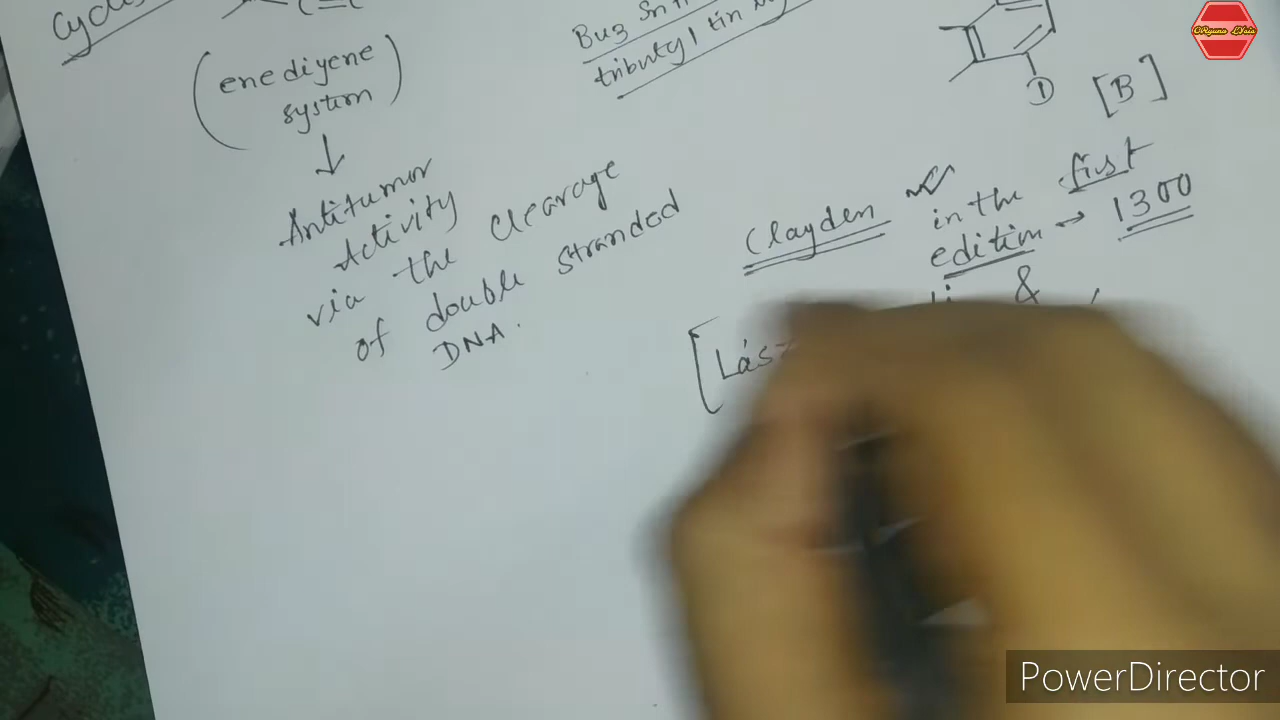 (enediyene
system)
↓
Antitumor
Activity
via the cleavage
of double stranded
DNA.
Bu3 Sn
tributyl tin
D
[B]
Clayden
in the first
edition → 1300
&
[Lász
PowerDirector